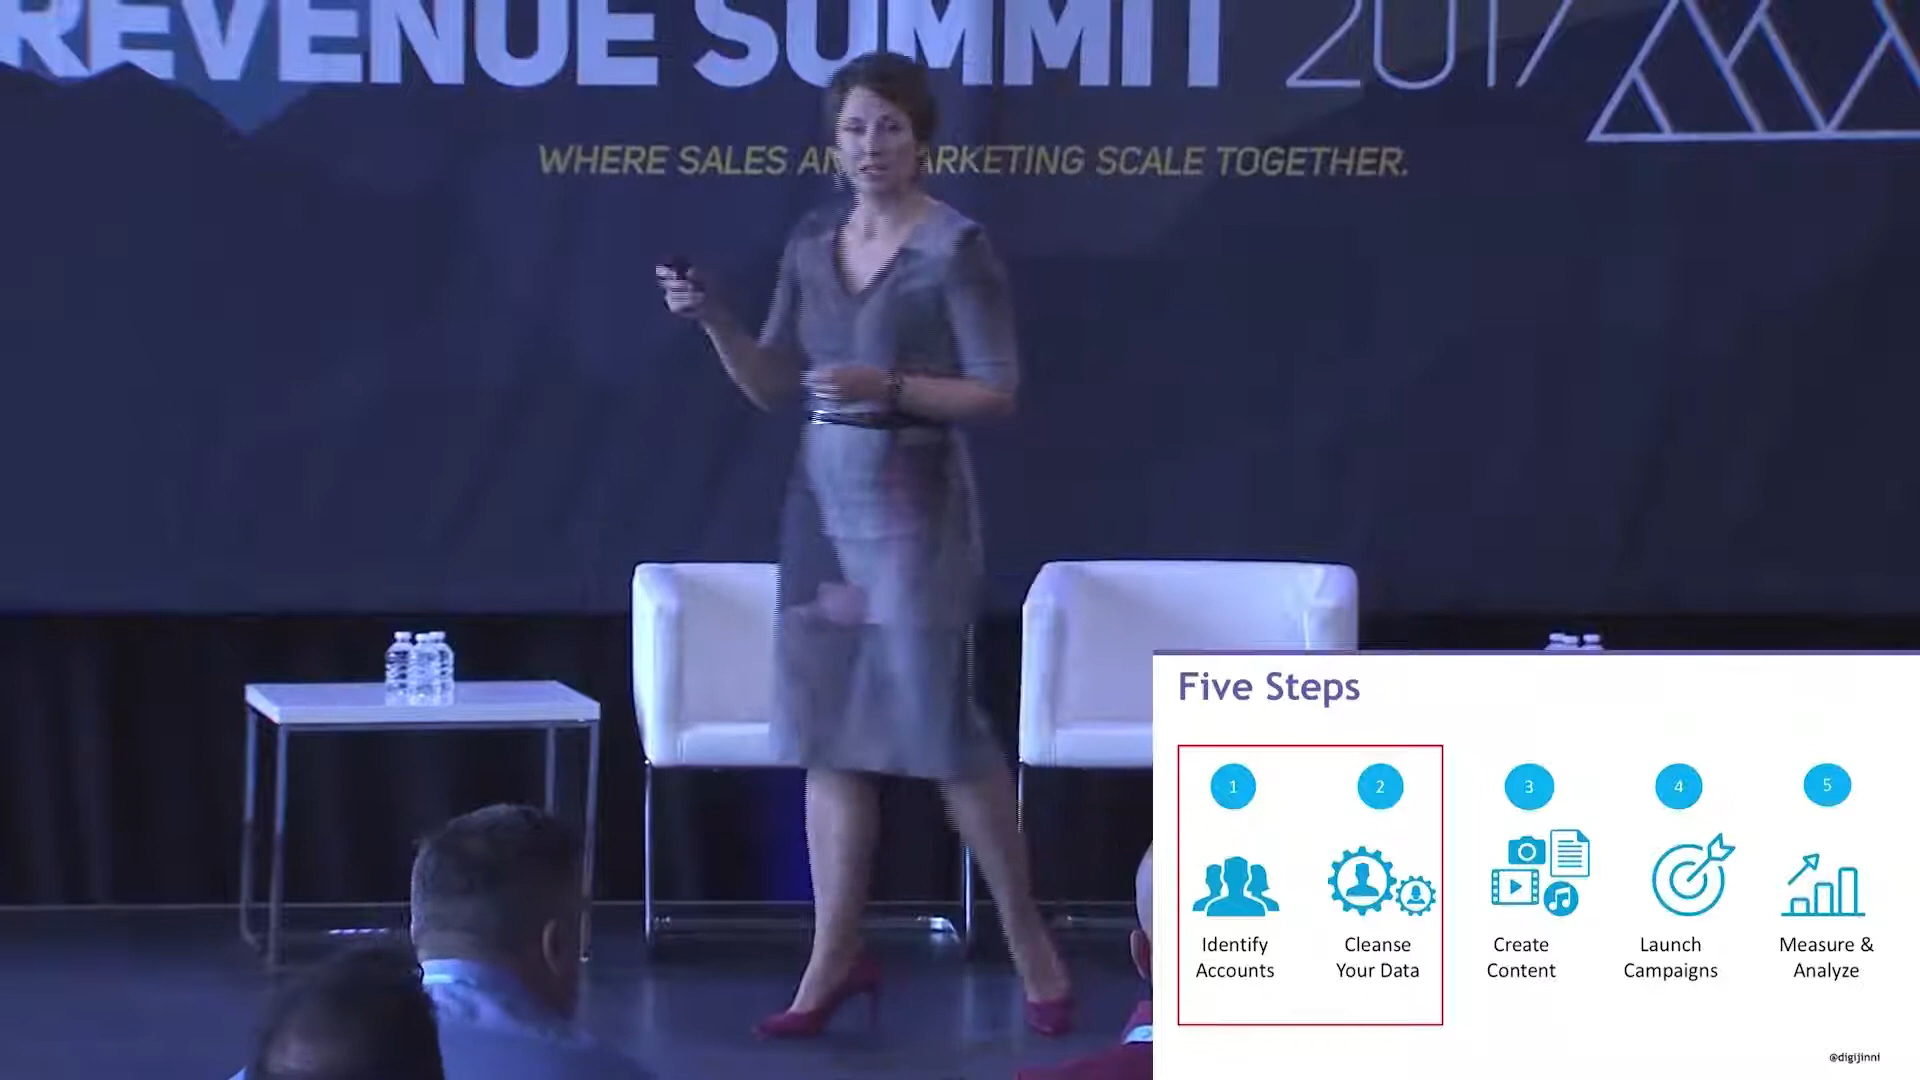 REVENUE SUMMIT 2017
WHERE SALES AN ARKETING SCALE TOGETHER.
Five Steps
1 2 3 4 5
Identify Accounts
Cleanse Your Data
Create Content
Launch Campaigns
Measure & Analyze
@digijinni